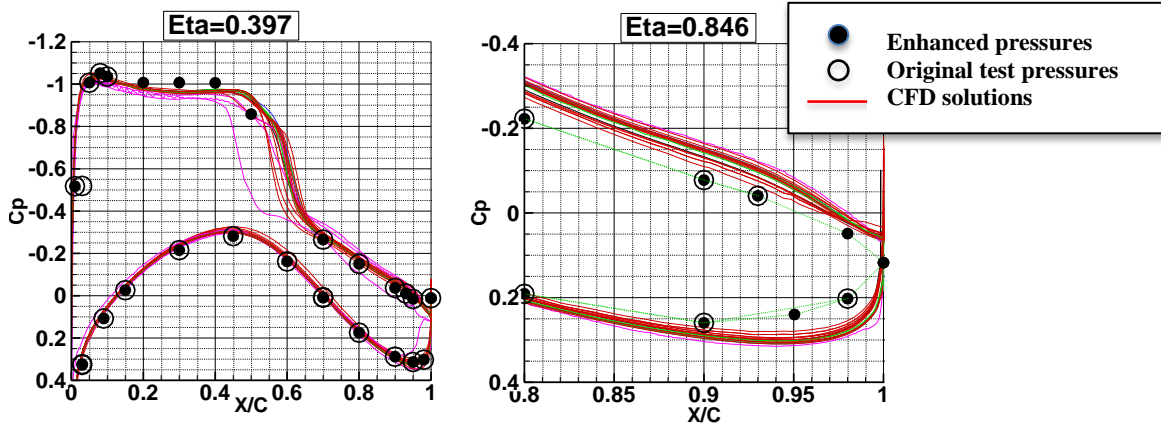 Eta=0.397
-1.2
-1
-0.8
-0.6
-0.4
-0.2
0
0.2
0.4
Cp
0 0.2 0.4 0.6 0.8 1
X/C
Eta=0.846
-0.4
-0.2
0
0.2
0.4
Cp
0.8 0.85 0.9 0.95 1
X/C
Enhanced pressures
Original test pressures
CFD solutions